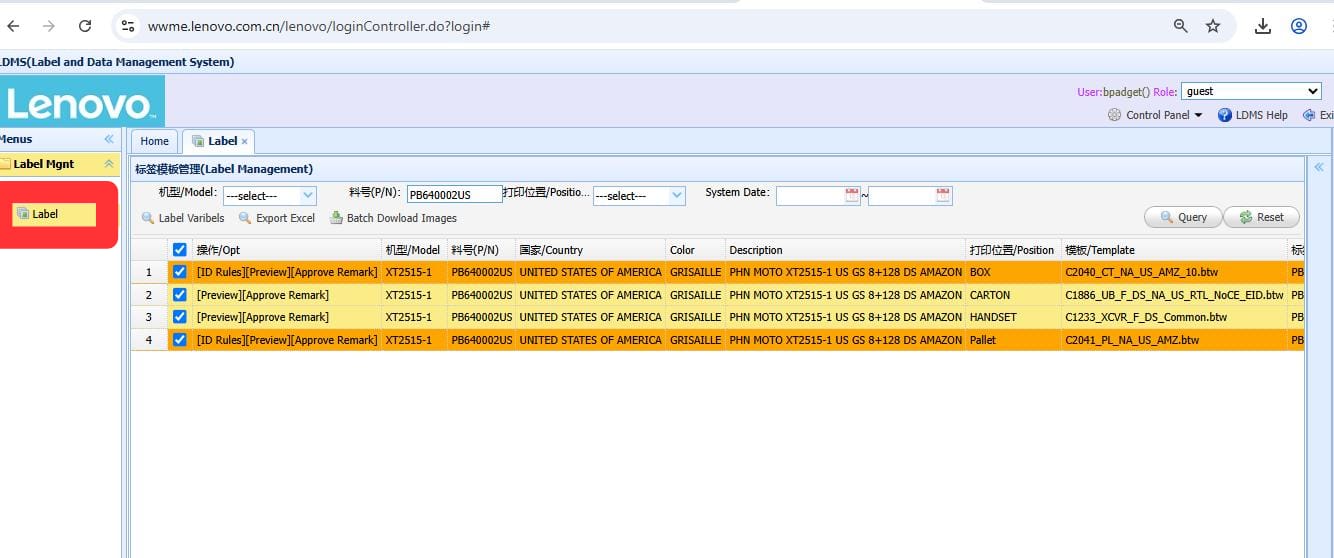 wwme.lenovo.com.cn/lenovo/loginController.do?login#
LDMS(Label and Data Management System)
Lenovo™
User:bpadget() Role: guest
Control Panel LDMS Help Exi
Menus « Home Label ×
Label Mgnt
标签模板管理(Label Management) «
Label
机型/Model: ---select--- 料号(P/N): PB640002US 打印位置/Positio... ---select--- System Date: ~
Label Varibels Export Excel Batch Dowload Images Query Reset
操作/Opt 机型/Model 料号(P/N) 国家/Country Color Description 打印位置/Position 模板/Template 标
1 [ID Rules][Preview][Approve Remark] XT2515-1 PB640002US UNITED STATES OF AMERICA GRISAILLE PHN MOTO XT2515-1 US GS 8+128 DS AMAZON BOX C2040_CT_NA_US_AMZ_10.btw PB
2 [Preview][Approve Remark] XT2515-1 PB640002US UNITED STATES OF AMERICA GRISAILLE PHN MOTO XT2515-1 US GS 8+128 DS AMAZON CARTON C1886_UB_F_DS_NA_US_RTL_NoCE_EID.btw PB
3 [Preview][Approve Remark] XT2515-1 PB640002US UNITED STATES OF AMERICA GRISAILLE PHN MOTO XT2515-1 US GS 8+128 DS AMAZON HANDSET C1233_XCVR_F_DS_Common.btw PB
4 [ID Rules][Preview][Approve Remark] XT2515-1 PB640002US UNITED STATES OF AMERICA GRISAILLE PHN MOTO XT2515-1 US GS 8+128 DS AMAZON Pallet C2041_PL_NA_US_AMZ.btw PB